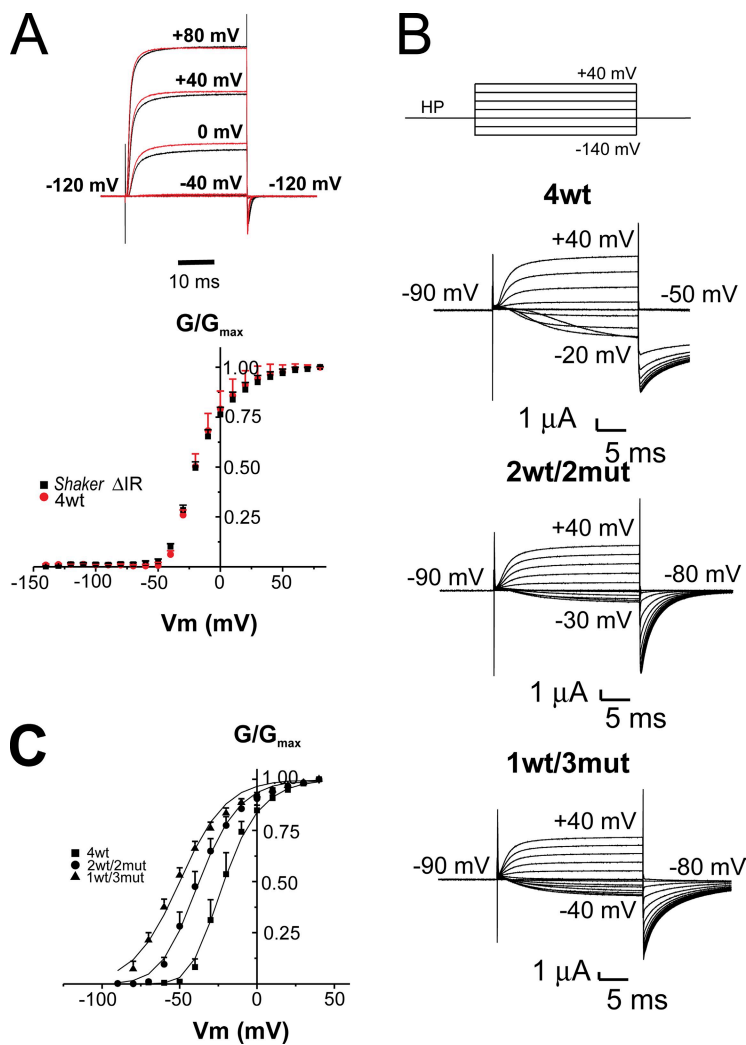 A
+80 mV
+40 mV
0 mV
-120 mV
-40 mV
-120 mV
10 ms
G/Gmax
1.00
0.75
0.50
0.25
Shaker ΔIR
4wt
-150
-100
-50
0
50
Vm (mV)
B
+40 mV
HP
-140 mV
4wt
+40 mV
-90 mV
-50 mV
-20 mV
1 µA
5 ms
2wt/2mut
+40 mV
-90 mV
-80 mV
-30 mV
1 µA
5 ms
1wt/3mut
+40 mV
-90 mV
-80 mV
-40 mV
1 µA
5 ms
C
G/Gmax
1.00
0.75
0.50
0.25
4wt
2wt/2mut
1wt/3mut
-100
-50
0
50
Vm (mV)